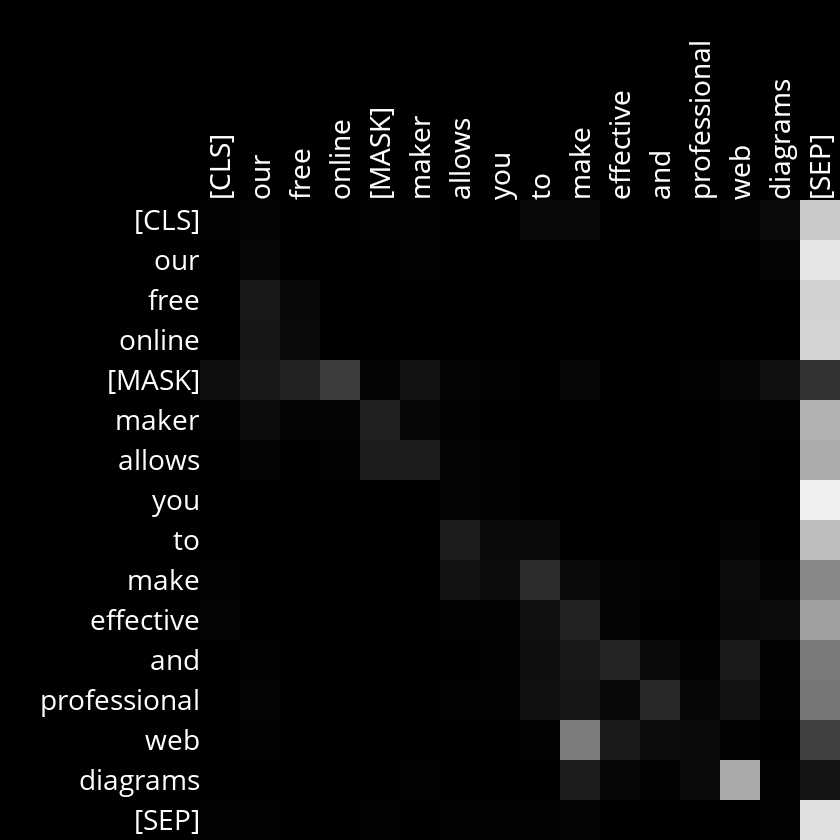 [CLS]
our
free
online
[MASK]
maker
allows
you
to
make
effective
and
professional
web
diagrams
[SEP]
[CLS]
our
free
online
[MASK]
maker
allows
you
to
make
effective
and
professional
web
diagrams
[SEP]